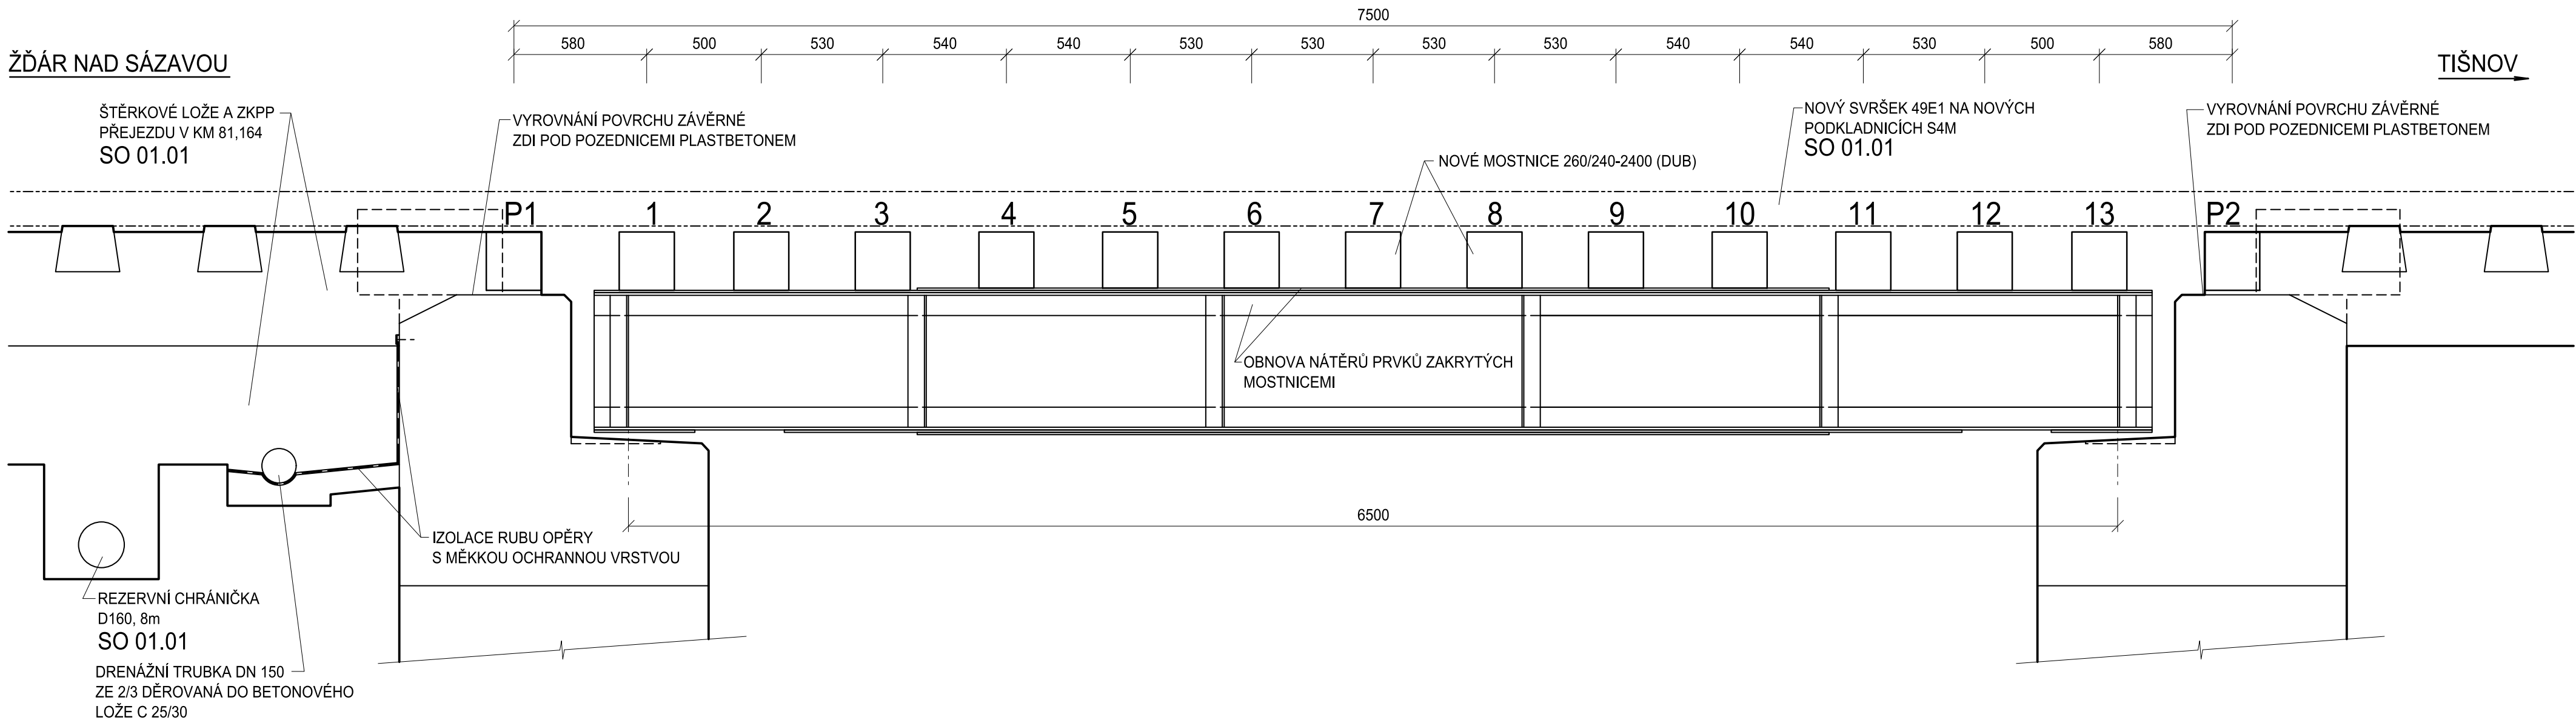 7500
580 500 530 540 540 530 530 530 530 540 540 530 500 580
ŽĎÁR NAD SÁZAVOU
TIŠNOV
ŠTĚRKOVÉ LOŽE A ZKPP
PŘEJEZDU V KM 81,164
SO 01.01
VYROVNÁNÍ POVRCHU ZÁVĚRNÉ
ZDI POD POZEDNICEMI PLASTBETONEM
NOVÉ MOSTNICE 260/240-2400 (DUB)
NOVÝ SVRŠEK 49E1 NA NOVÝCH
PODKLADNICÍCH S4M
SO 01.01
VYROVNÁNÍ POVRCHU ZÁVĚRNÉ
ZDI POD POZEDNICEMI PLASTBETONEM
P1 1 2 3 4 5 6 7 8 9 10 11 12 13 P2
OBNOVA NÁTĚRŮ PRVKŮ ZAKRYTÝCH
MOSTNICEMI
6500
IZOLACE RUBU OPĚRY
S MĚKKOU OCHRANNOU VRSTVOU
REZERVNÍ CHRÁNIČKA
D160, 8m
SO 01.01
DRENÁŽNÍ TRUBKA DN 150
ZE 2/3 DĚROVANÁ DO BETONOVÉHO
LOŽE C 25/30